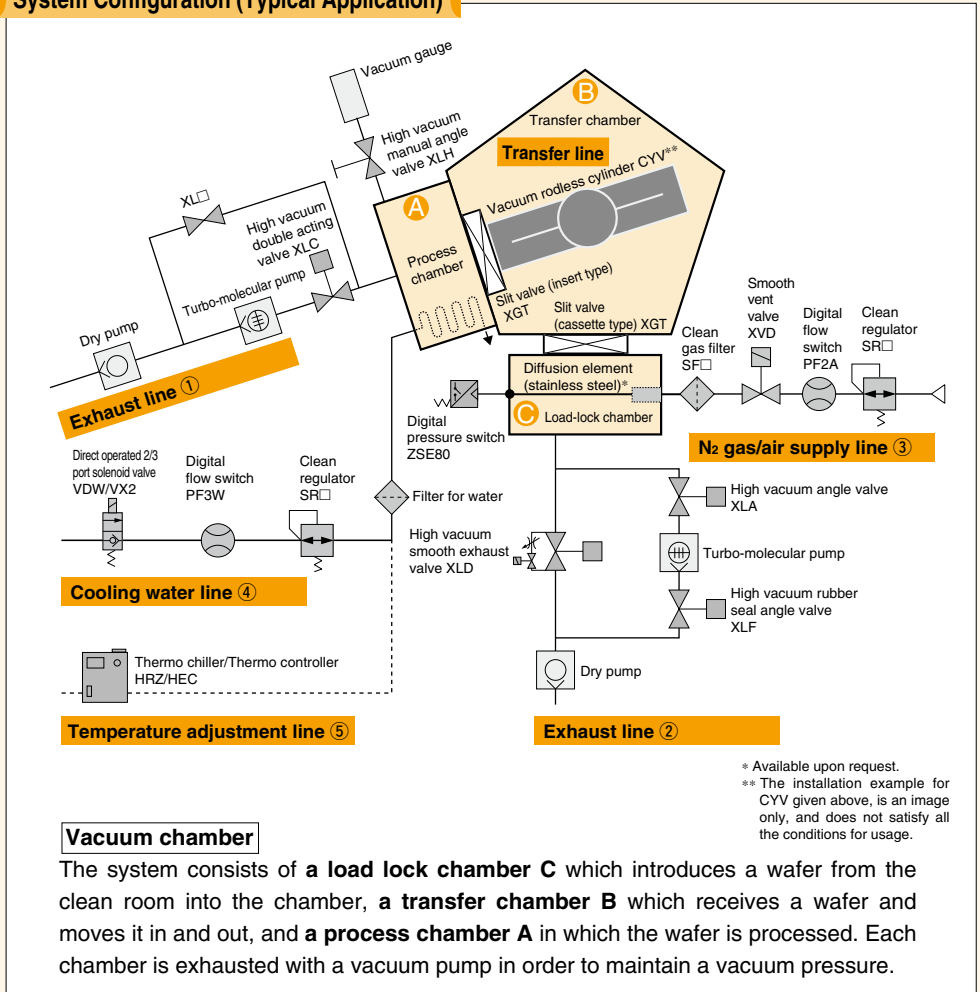 System Configuration (Typical Application)
Vacuum gauge
High vacuum
manual angle
valve XLH
B
Transfer chamber
Transfer line
Vacuum rodless cylinder CYV**
XL□
High vacuum
double acting
valve XLC
Turbo-molecular pump
Dry pump
Exhaust line ①
A
Process
chamber
Slit valve (insert type)
XGT
Slit valve
(cassette type) XGT
Smooth
vent
valve
XVD
Digital
flow
switch
PF2A
Clean
regulator
SR□
Clean
gas filter
SF□
Diffusion element
(stainless steel)*
C Load-lock chamber
Digital
pressure switch
ZSE80
N2 gas/air supply line ③
Direct operated 2/3
port solenoid valve
VDW/VX2
Digital
flow switch
PF3W
Clean
regulator
SR□
Filter for water
Cooling water line ④
High vacuum
smooth exhaust
valve XLD
High vacuum angle valve
XLA
Turbo-molecular pump
High vacuum rubber
seal angle valve
XLF
Dry pump
Thermo chiller/Thermo controller
HRZ/HEC
Temperature adjustment line ⑤
Exhaust line ②
* Available upon request.
** The installation example for
CYV given above, is an image
only, and does not satisfy all
the conditions for usage.
Vacuum chamber
The system consists of a load lock chamber C which introduces a wafer from the
clean room into the chamber, a transfer chamber B which receives a wafer and
moves it in and out, and a process chamber A in which the wafer is processed. Each
chamber is exhausted with a vacuum pump in order to maintain a vacuum pressure.